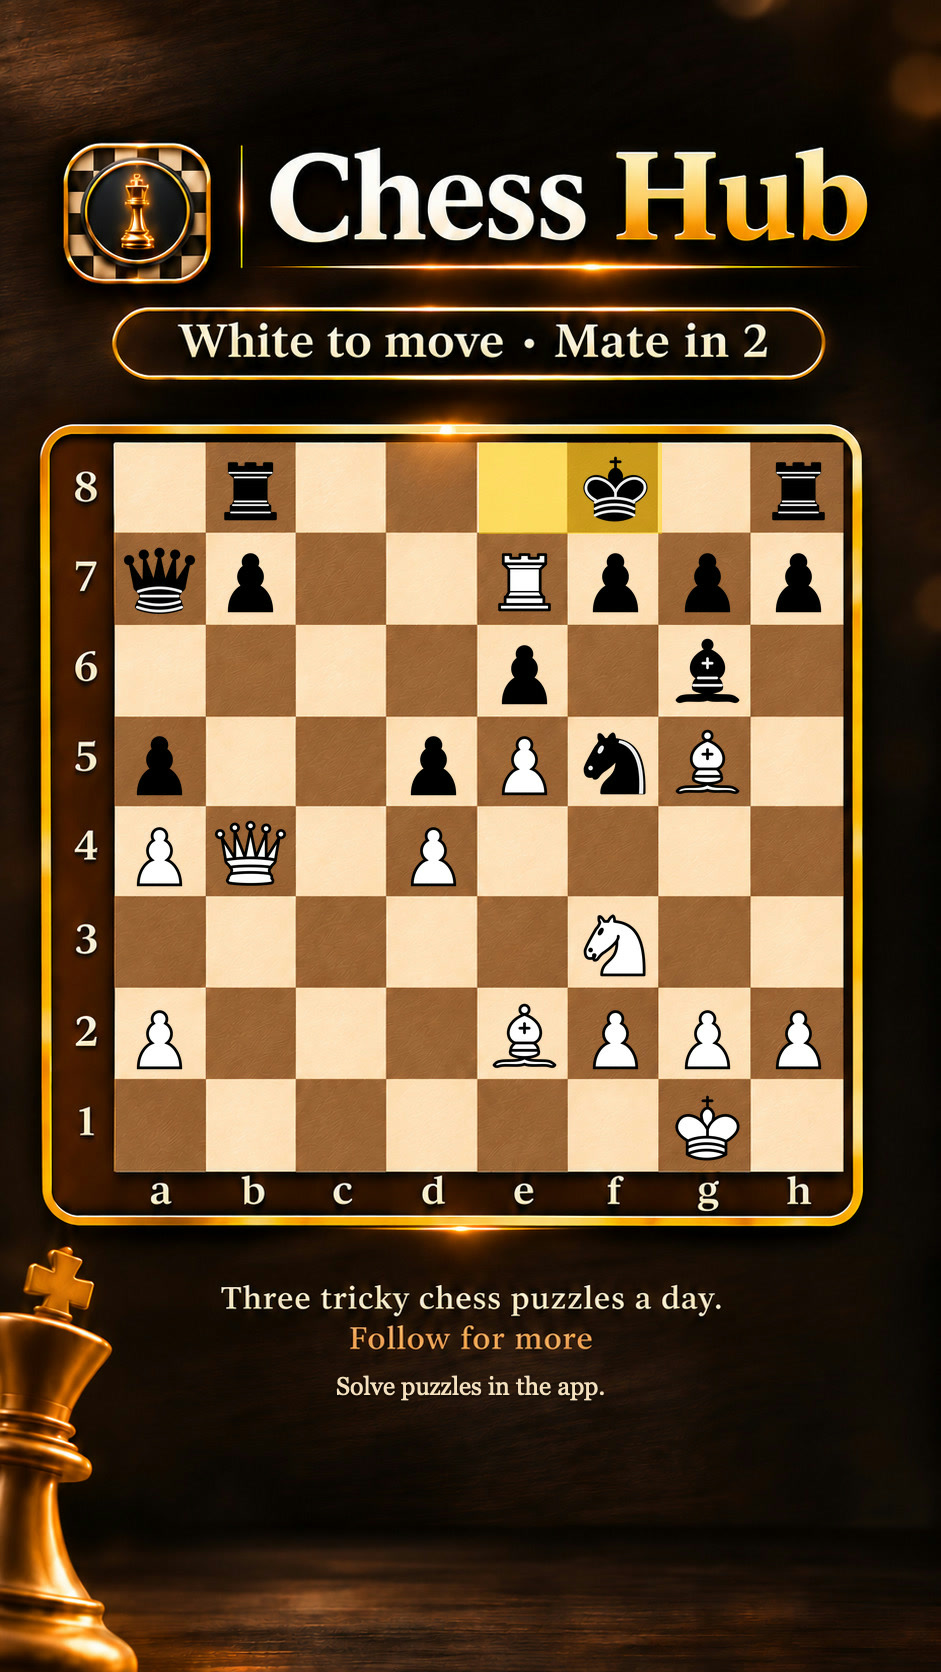 Chess Hub
White to move • Mate in 2
8
7
6
5
4
3
2
1
a b c d e f g h
Three tricky chess puzzles a day.
Follow for more
Solve puzzles in the app.